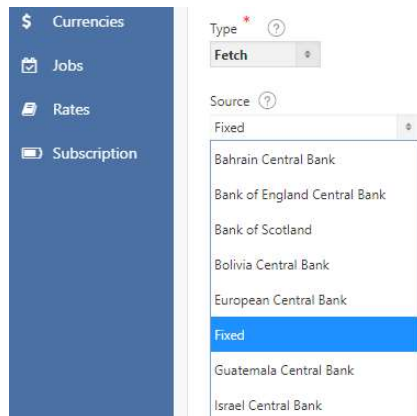 $ Currencies
Jobs
Rates
Subscription
Type * ?
Fetch
Source ?
Fixed
Bahrain Central Bank
Bank of England Central Bank
Bank of Scotland
Bolivia Central Bank
European Central Bank
Fixed
Guatemala Central Bank
Israel Central Bank